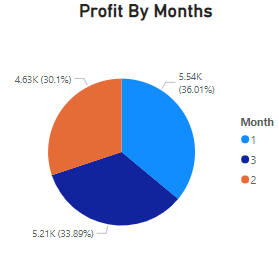 Profit By Months
4.63K (30.1%)
5.54K
(36.01%)
Month
1
3
2
5.21K (33.89%)